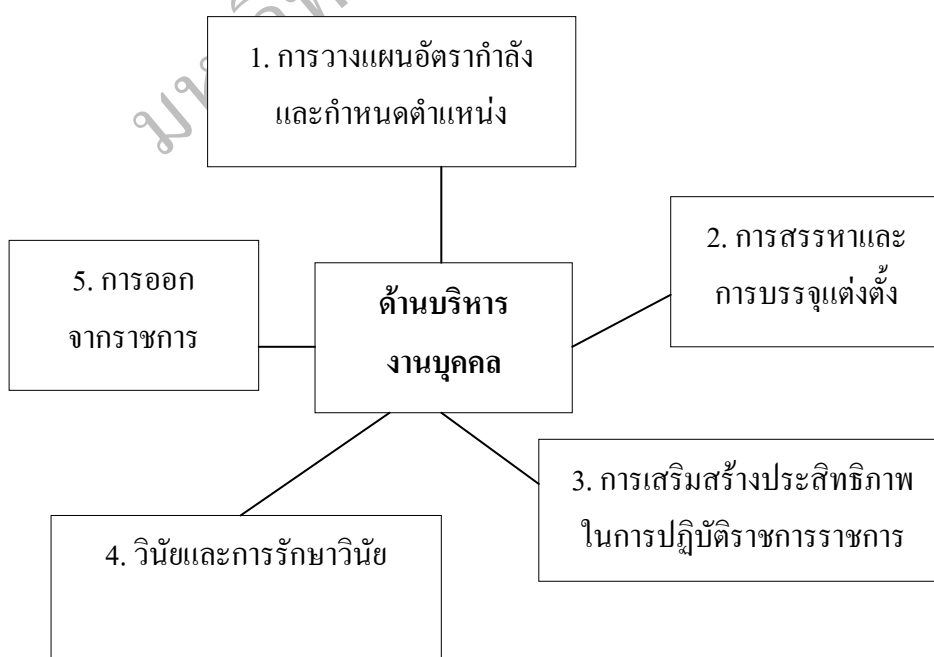 1. การวางแผนอัตรากำลัง
และกำหนดตำแหน่ง
2. การสรรหาและ
การบรรจุแต่งตั้ง
5. การออก
จากราชการ
ด้านบริหาร
งานบุคคล
3. การเสริมสร้างประสิทธิภาพ
ในการปฏิบัติราชการราชการ
4. วินัยและการรักษาวินัย